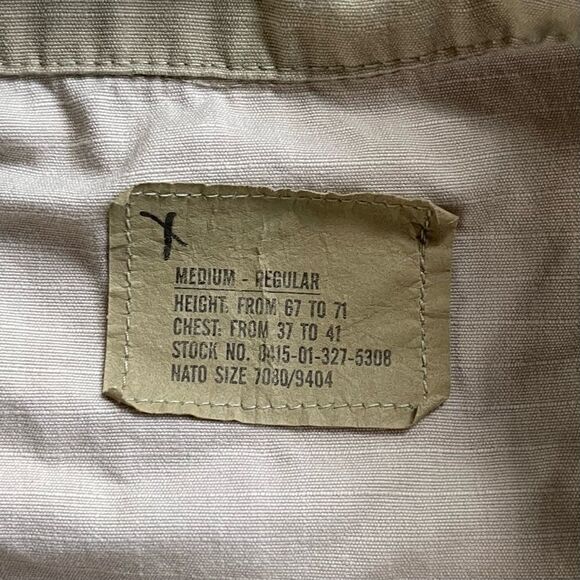 MEDIUM - REGULAR
HEIGHT: FROM 67 TO 71
CHEST: FROM 37 TO 41
STOCK NO. 8415-01-327-5308
NATO SIZE 7080/9404